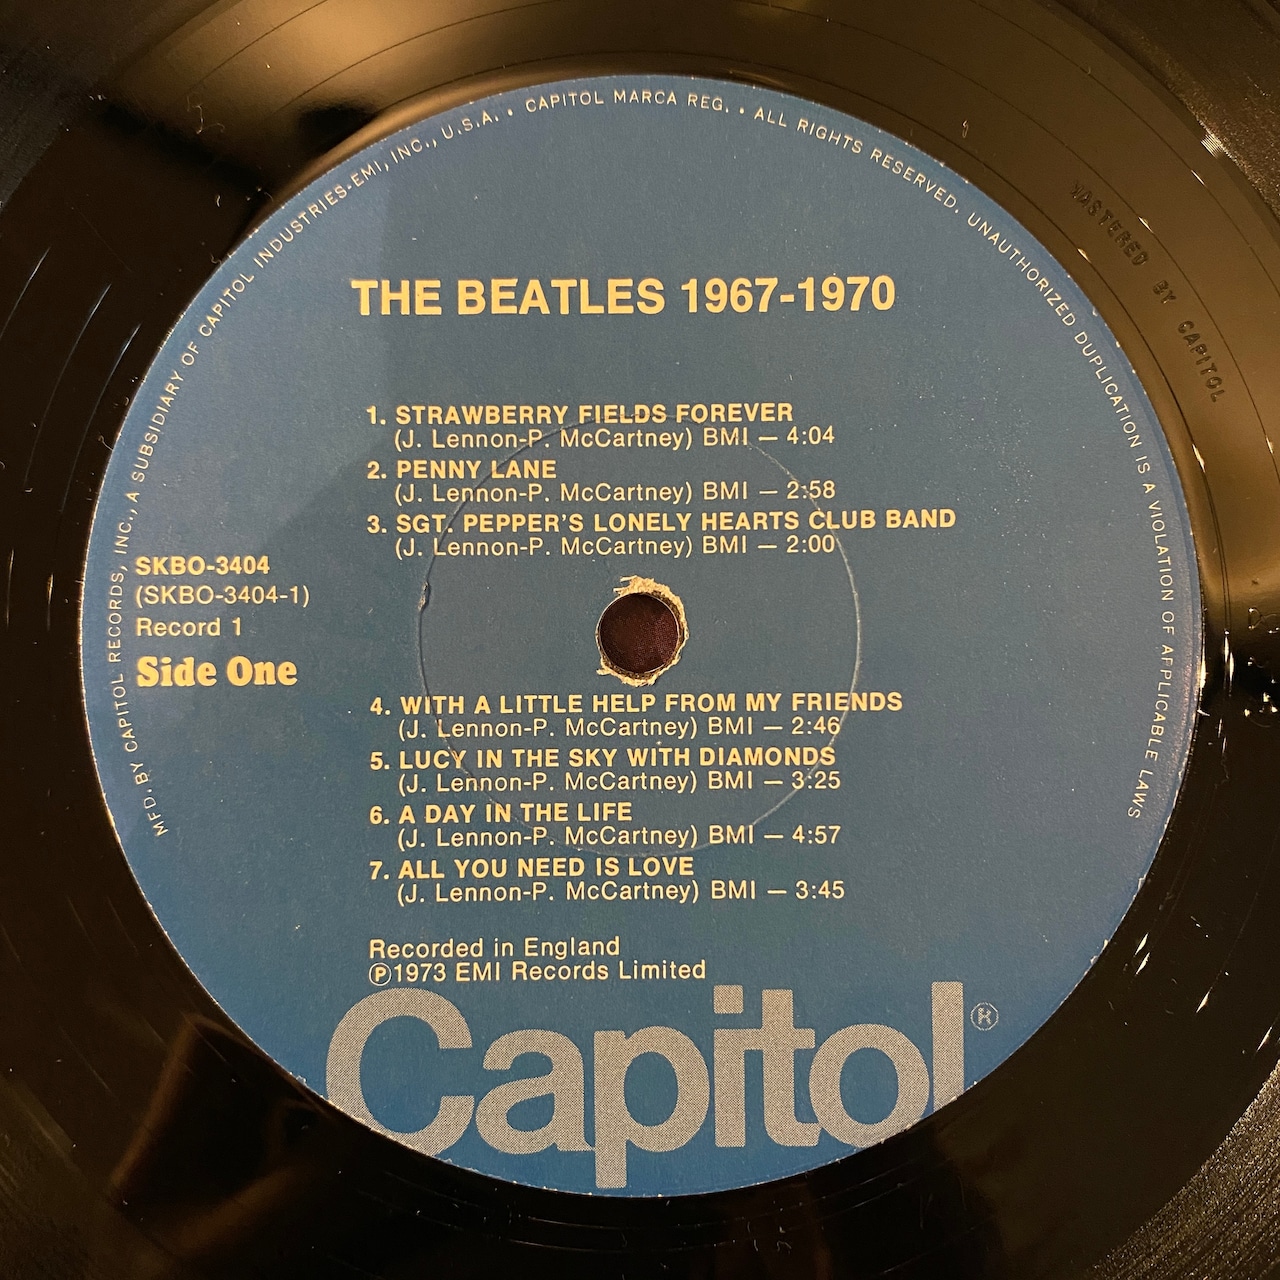 MFD. BY CAPITOL RECORDS, INC., A SUBSIDIARY OF CAPITOL INDUSTRIES-EMI, INC., U.S.A. • CAPITOL MARCA REG. • ALL RIGHTS RESERVED. UNAUTHORIZED DUPLICATION IS A VIOLATION OF APPLICABLE LAWS
MASTERED BY CAPITOL
THE BEATLES 1967-1970
1. STRAWBERRY FIELDS FOREVER
(J. Lennon-P. McCartney) BMI — 4:04
2. PENNY LANE
(J. Lennon-P. McCartney) BMI — 2:58
3. SGT. PEPPER'S LONELY HEARTS CLUB BAND
(J. Lennon-P. McCartney) BMI — 2:00
SKBO-3404
(SKBO-3404-1)
Record 1
Side One
4. WITH A LITTLE HELP FROM MY FRIENDS
(J. Lennon-P. McCartney) BMI — 2:46
5. LUCY IN THE SKY WITH DIAMONDS
(J. Lennon-P. McCartney) BMI — 3:25
6. A DAY IN THE LIFE
(J. Lennon-P. McCartney) BMI — 4:57
7. ALL YOU NEED IS LOVE
(J. Lennon-P. McCartney) BMI — 3:45
Recorded in England
℗1973 EMI Records Limited
Capitol®